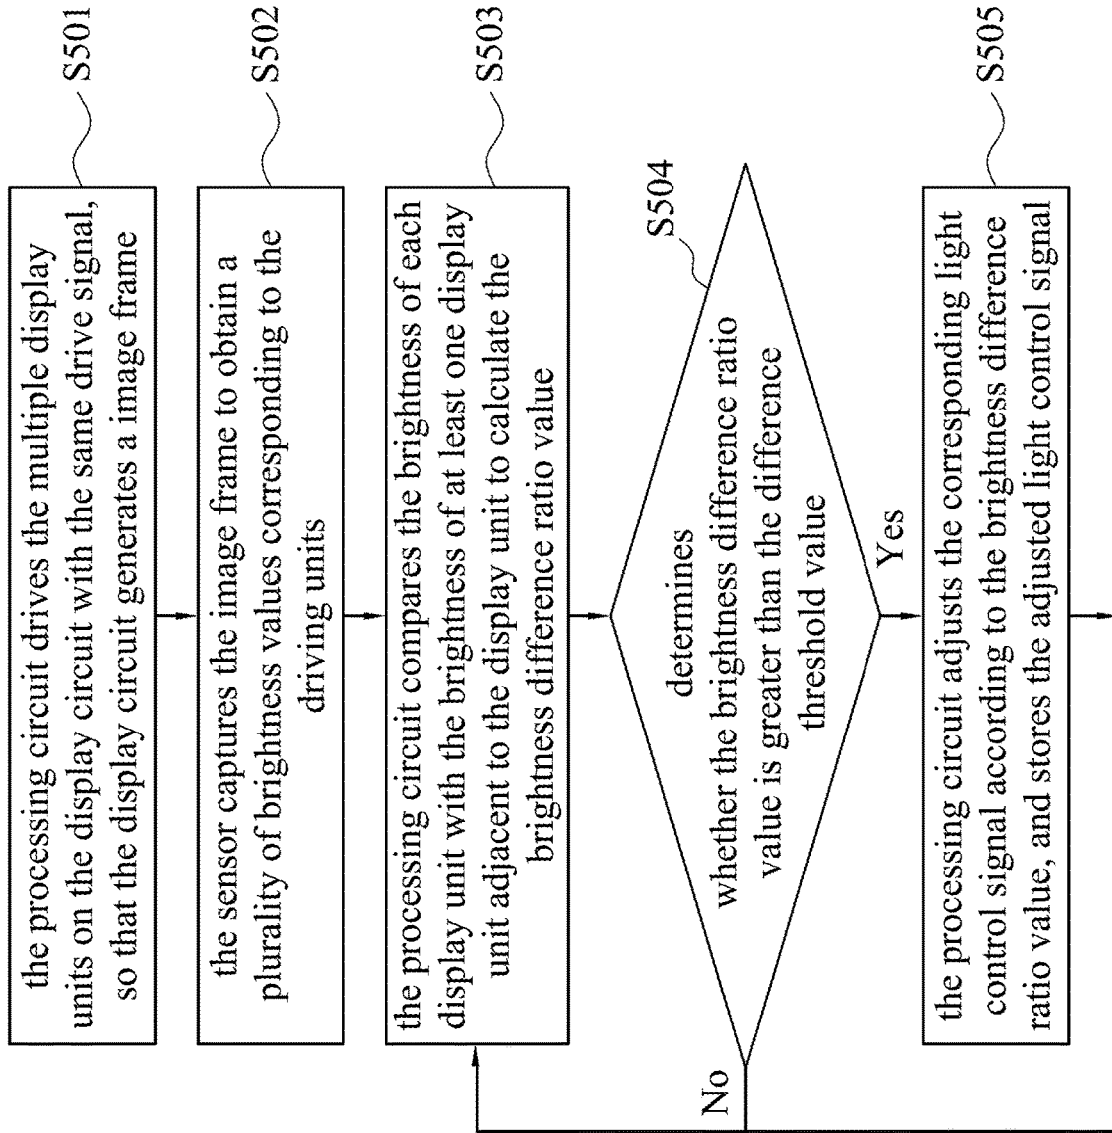 the processing circuit drives the multiple display
units on the display circuit with the same drive signal,
so that the display circuit generates a image frame
S501
the sensor captures the image frame to obtain a
plurality of brightness values corresponding to the
driving units
S502
the processing circuit compares the brightness of each
display unit with the brightness of at least one display
unit adjacent to the display unit to calculate the
brightness difference ratio value
S503
determines
whether the brightness difference ratio
value is greater than the difference
threshold value
S504
No
Yes
the processing circuit adjusts the corresponding light
control signal according to the brightness difference
ratio value, and stores the adjusted light control signal
S505